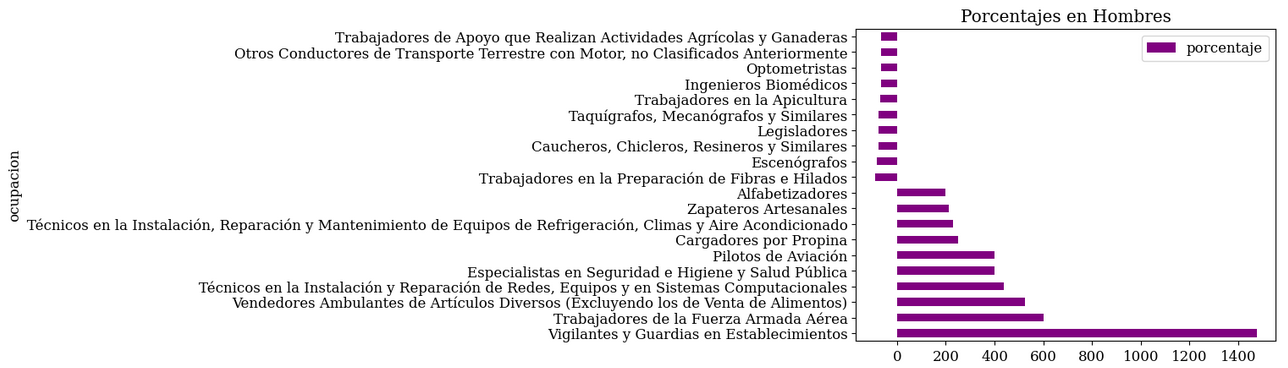 Porcentajes en Hombres
porcentaje
ocupacion
Trabajadores de Apoyo que Realizan Actividades Agrícolas y Ganaderas
Otros Conductores de Transporte Terrestre con Motor, no Clasificados Anteriormente
Optometristas
Ingenieros Biomédicos
Trabajadores en la Apicultura
Taquígrafos, Mecanógrafos y Similares
Legisladores
Caucheros, Chicleros, Resineros y Similares
Escenógrafos
Trabajadores en la Preparación de Fibras e Hilados
Alfabetizadores
Zapateros Artesanales
Técnicos en la Instalación, Reparación y Mantenimiento de Equipos de Refrigeración, Climas y Aire Acondicionado
Cargadores por Propina
Pilotos de Aviación
Especialistas en Seguridad e Higiene y Salud Pública
Técnicos en la Instalación y Reparación de Redes, Equipos y en Sistemas Computacionales
Vendedores Ambulantes de Artículos Diversos (Excluyendo los de Venta de Alimentos)
Trabajadores de la Fuerza Armada Aérea
Vigilantes y Guardias en Establecimientos
0 200 400 600 800 1000 1200 1400